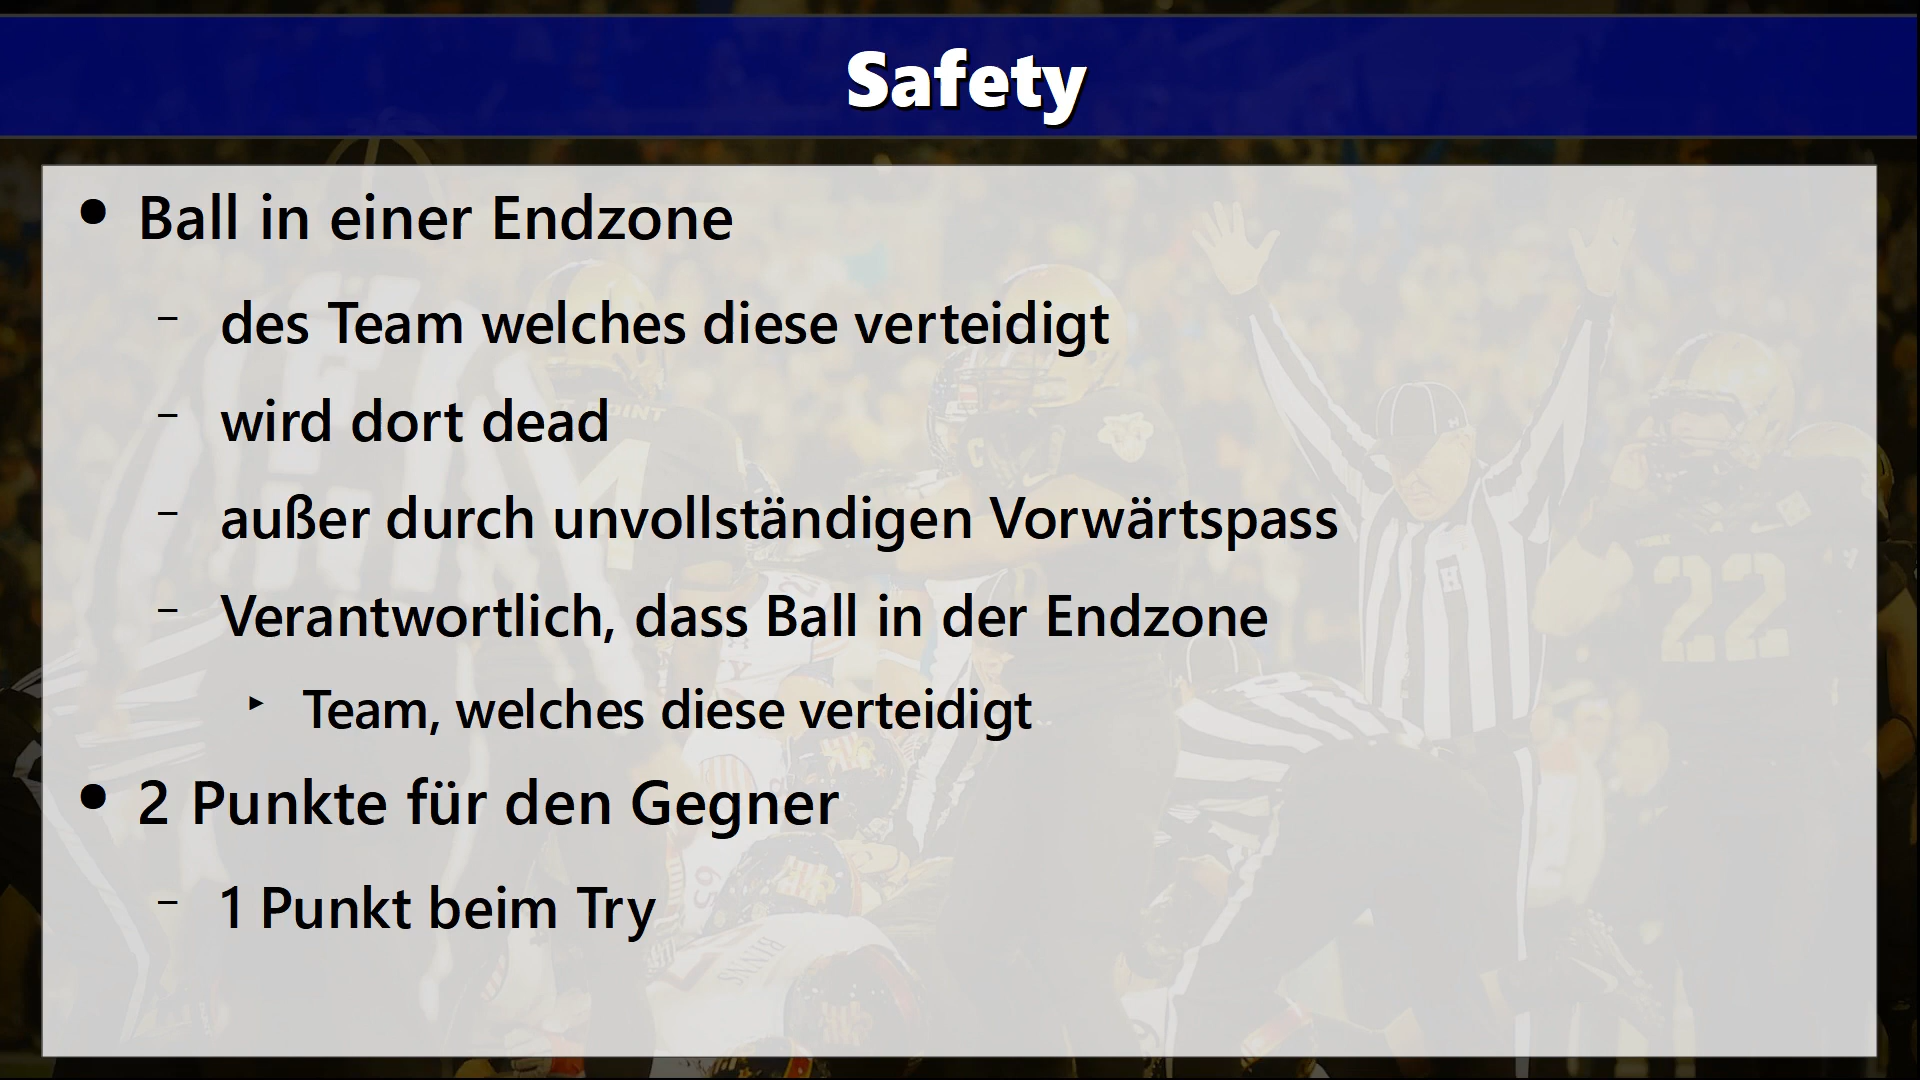 Safety
• Ball in einer Endzone
– des Team welches diese verteidigt
– wird dort dead
– außer durch unvollständigen Vorwärtspass
– Verantwortlich, dass Ball in der Endzone
▸ Team, welches diese verteidigt
• 2 Punkte für den Gegner
– 1 Punkt beim Try
22
H